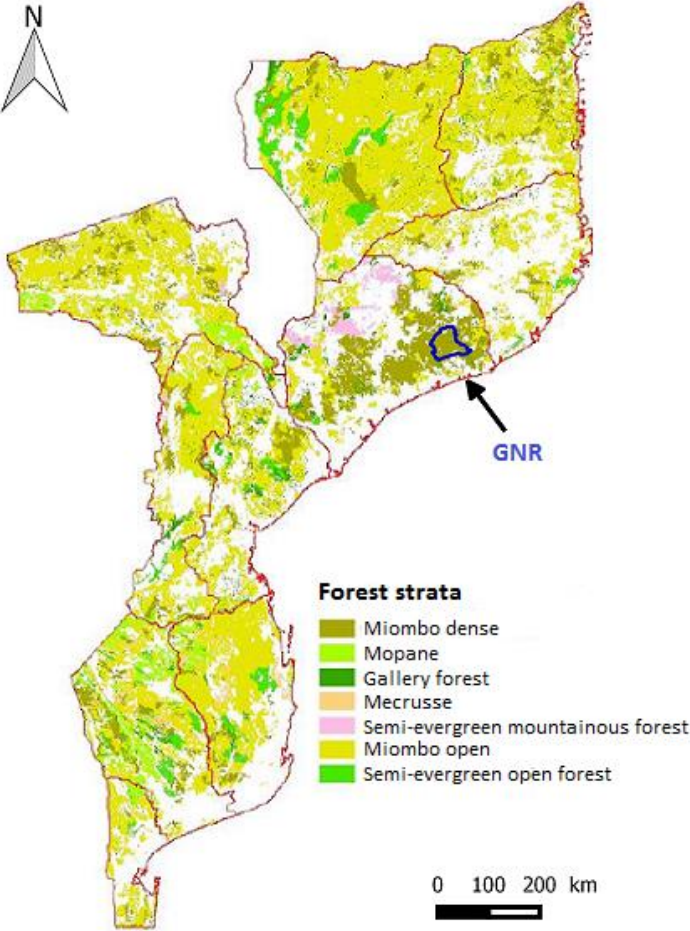 N
GNR
Forest strata
Miombo dense
Mopane
Gallery forest
Mecrusse
Semi-evergreen mountainous forest
Miombo open
Semi-evergreen open forest
0 100 200 km